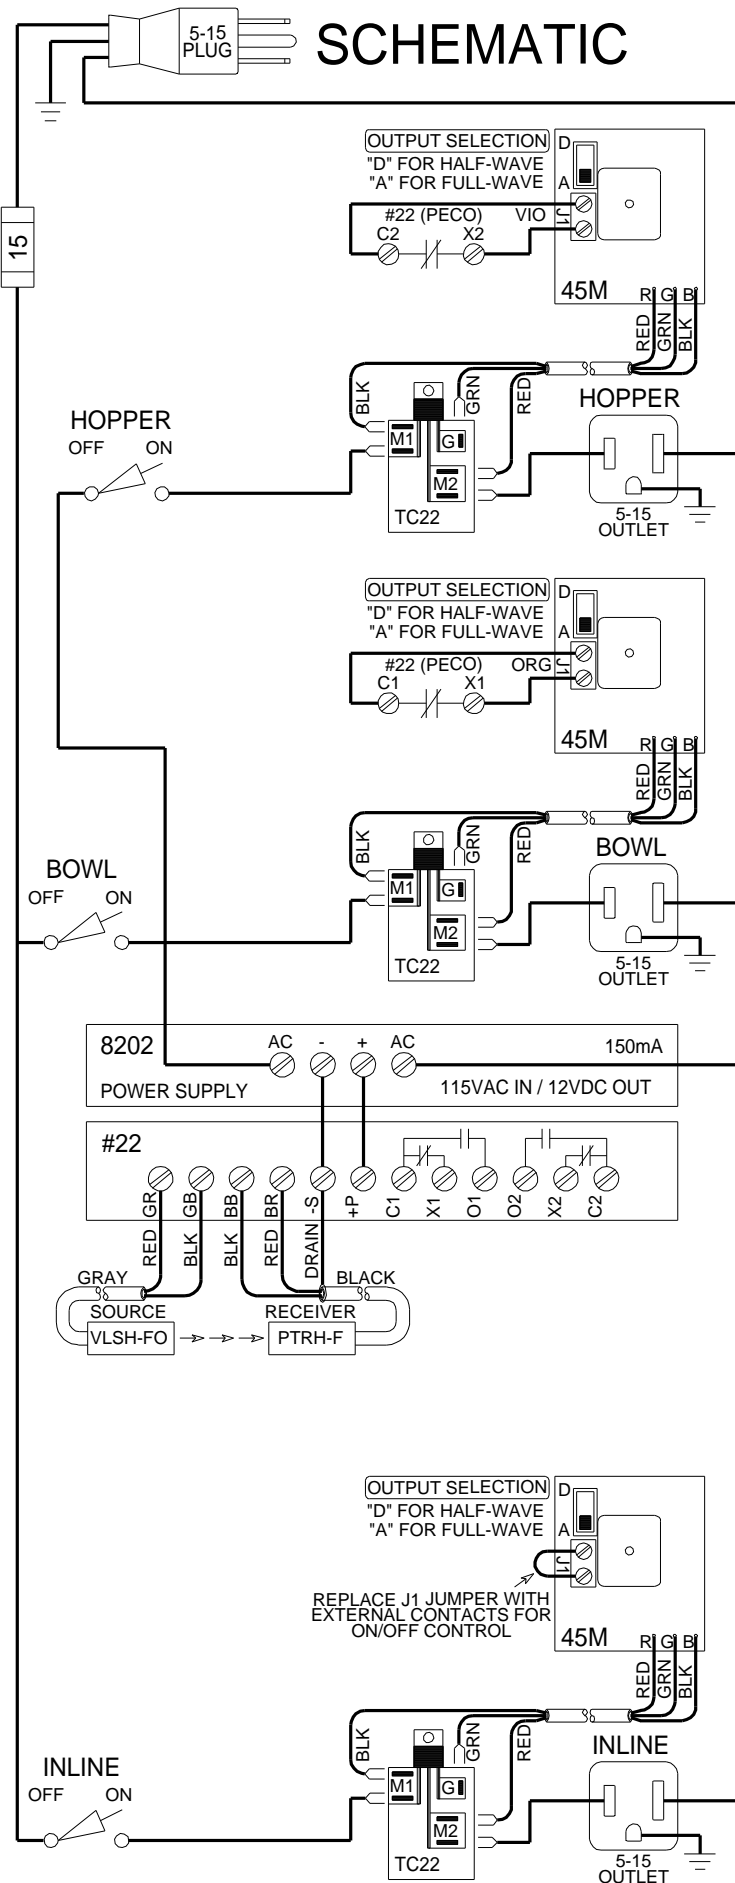 5-15
PLUG
SCHEMATIC
15
OUTPUT SELECTION
"D" FOR HALF-WAVE
"A" FOR FULL-WAVE
D
A
J1
#22 (PECO)
VIO
C2
X2
45M
R G B
RED
GRN
BLK
BLK
GRN
RED
HOPPER
OFF
ON
M1
G
M2
TC22
HOPPER
5-15
OUTLET
OUTPUT SELECTION
"D" FOR HALF-WAVE
"A" FOR FULL-WAVE
D
A
J1
#22 (PECO)
ORG
C1
X1
45M
R G B
RED
GRN
BLK
BLK
GRN
RED
BOWL
OFF
ON
M1
G
M2
TC22
BOWL
5-15
OUTLET
8202
AC
-
+
AC
150mA
POWER SUPPLY
115VAC IN / 12VDC OUT
#22
GR
GB
BB
BR
-S
+P
C1
X1
O1
O2
X2
C2
RED
BLK
BLK
RED
DRAIN
GRAY
BLACK
SOURCE
RECEIVER
VLSH-FO
PTRH-F
OUTPUT SELECTION
"D" FOR HALF-WAVE
"A" FOR FULL-WAVE
D
A
J1
REPLACE J1 JUMPER WITH
EXTERNAL CONTACTS FOR
ON/OFF CONTROL
45M
R G B
RED
GRN
BLK
BLK
GRN
RED
INLINE
OFF
ON
M1
G
M2
TC22
INLINE
5-15
OUTLET